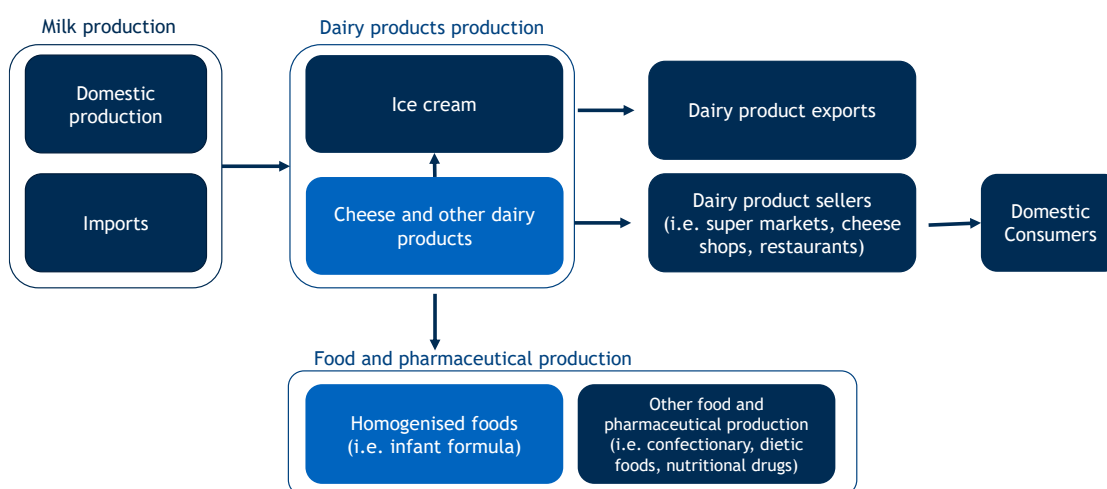 Milk production
Domestic
production
Imports
Dairy products production
Ice cream
Cheese and other dairy
products
Dairy product exports
Dairy product sellers
(i.e. super markets, cheese
shops, restaurants)
Domestic
Consumers
Food and pharmaceutical production
Homogenised foods
(i.e. infant formula)
Other food and
pharmaceutical production
(i.e. confectionary, dietic
foods, nutritional drugs)